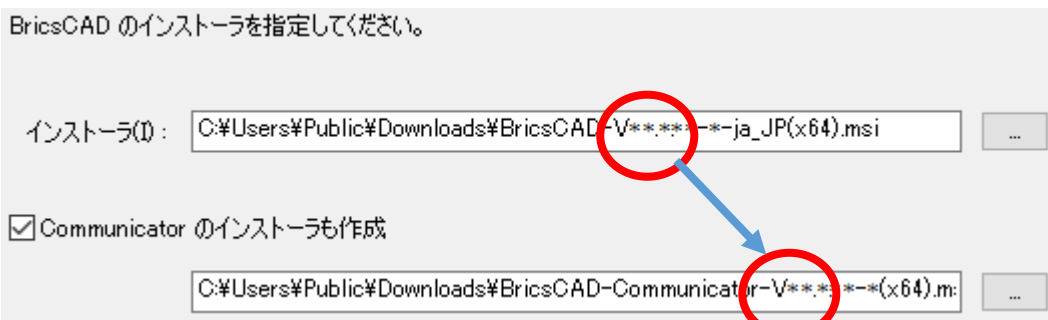 BricsCAD のインストーラを指定してください。
インストーラ(I) : C:¥Users¥Public¥Downloads¥BricsCAD-V**.***-*-ja_JP(x64).msi ...
Communicator のインストーラも作成
C:¥Users¥Public¥Downloads¥BricsCAD-Communicator-V**.***-*(x64).m ...